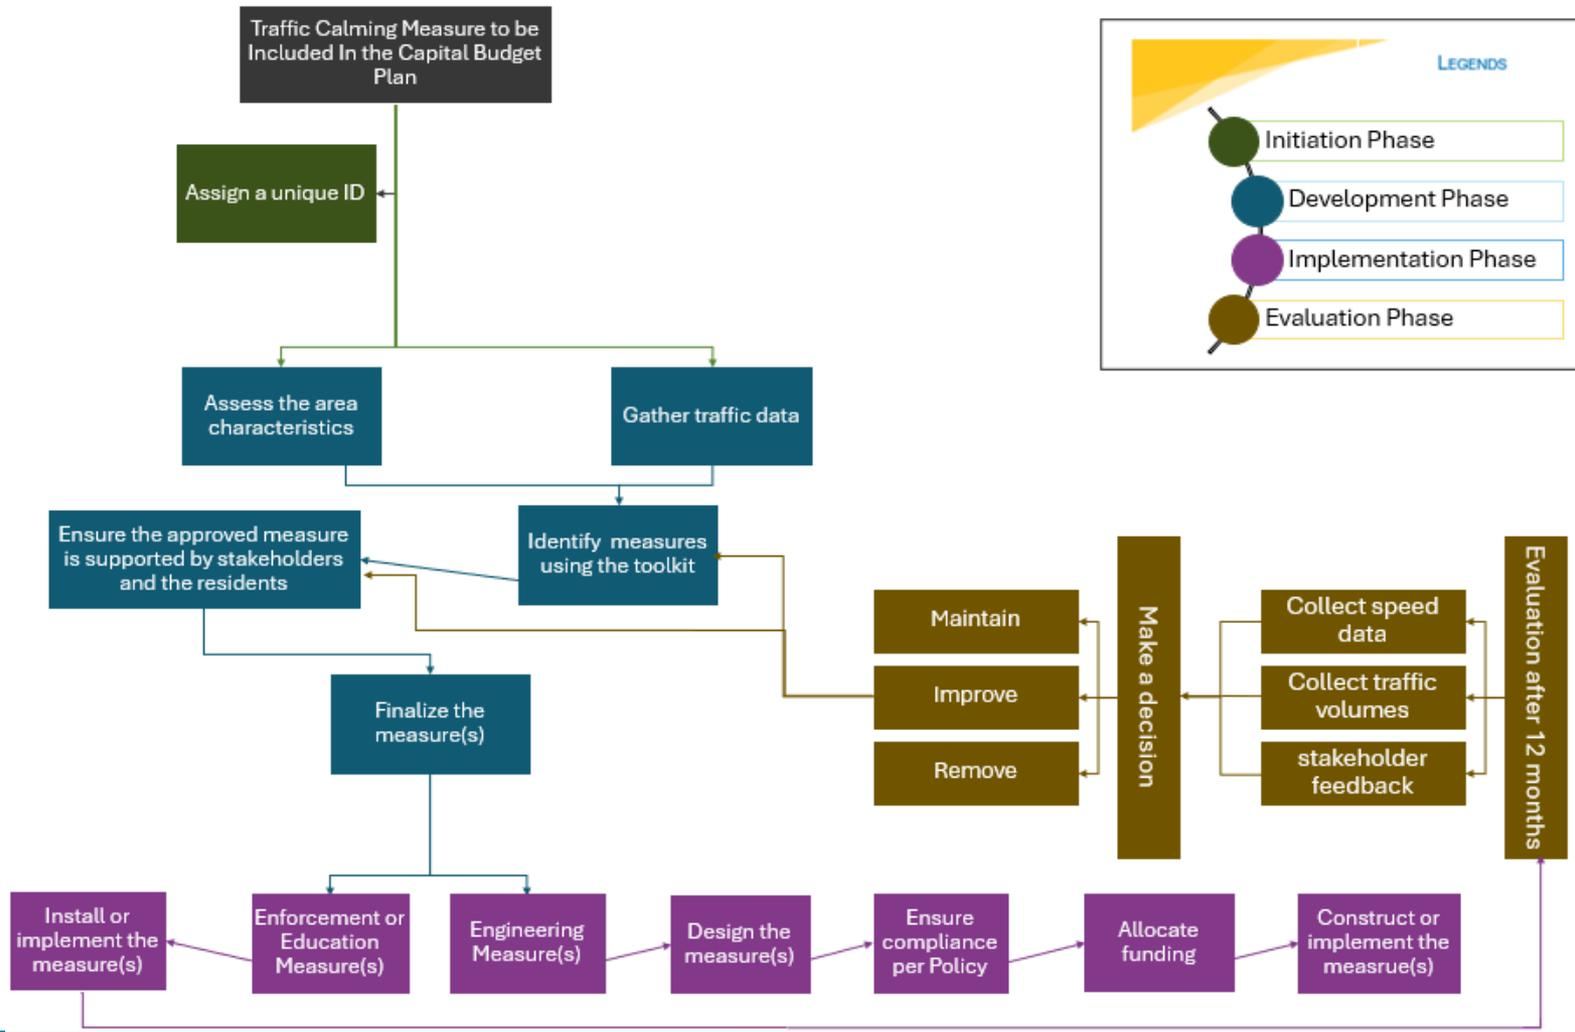 Traffic Calming Measure to be
Included In the Capital Budget
Plan
LEGENDS
Initiation Phase
Development Phase
Implementation Phase
Evaluation Phase
Assign a unique ID
Assess the area
characteristics
Gather traffic data
Ensure the approved measure
is supported by stakeholders
and the residents
Identify measures
using the toolkit
Finalize the
measure(s)
Maintain
Improve
Remove
Make a decision
Collect speed
data
Collect traffic
volumes
stakeholder
feedback
Evaluation after 12 months
Install or
implement the
measure(s)
Enforcement or
Education
Measure(s)
Engineering
Measure(s)
Design the
measure(s)
Ensure
compliance
per Policy
Allocate
funding
Construct or
implement the
measrue(s)